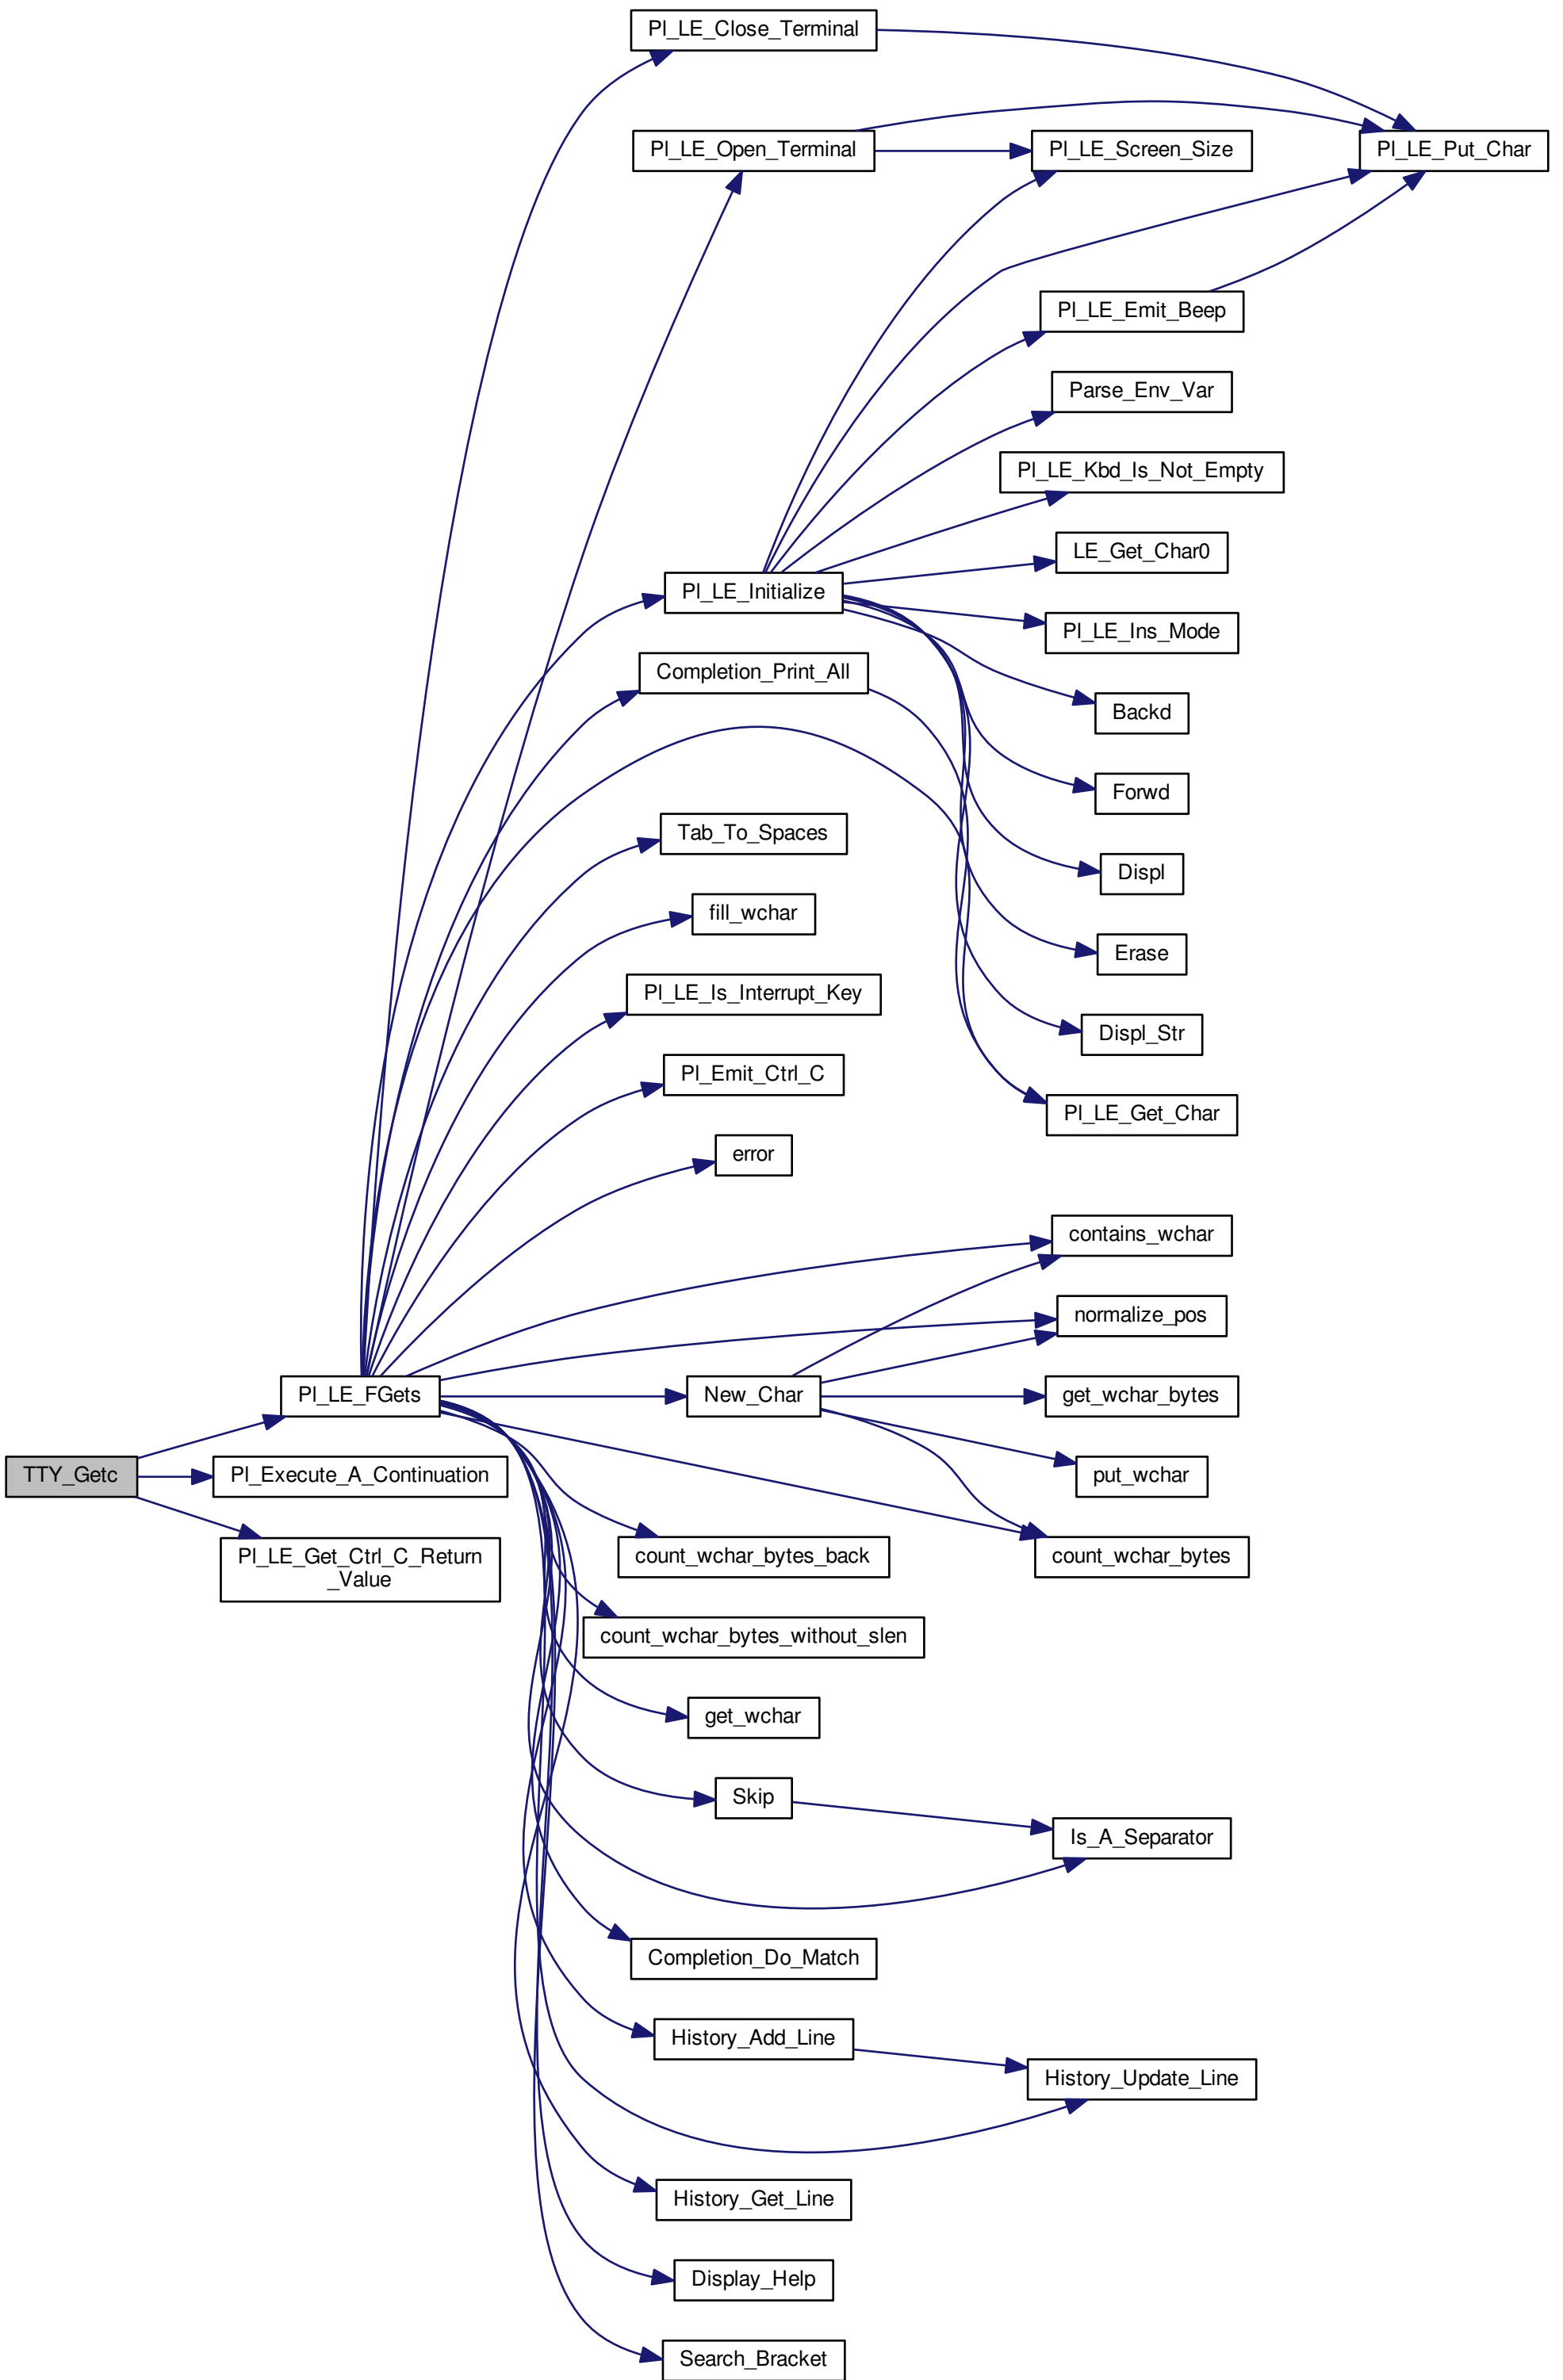 Pl_LE_Close_Terminal
Pl_LE_Open_Terminal
Pl_LE_Screen_Size
Pl_LE_Put_Char
Pl_LE_Emit_Beep
Parse_Env_Var
Pl_LE_Kbd_Is_Not_Empty
LE_Get_Char0
Pl_LE_Initialize
Pl_LE_Ins_Mode
Completion_Print_All
Backd
Forwd
Tab_To_Spaces
Displ
fill_wchar
Erase
Pl_LE_Is_Interrupt_Key
Displ_Str
Pl_Emit_Ctrl_C
Pl_LE_Get_Char
error
contains_wchar
normalize_pos
Pl_LE_FGets
New_Char
get_wchar_bytes
TTY_Getc
Pl_Execute_A_Continuation
put_wchar
Pl_LE_Get_Ctrl_C_Return
_Value
count_wchar_bytes_back
count_wchar_bytes
count_wchar_bytes_without_slen
get_wchar
Skip
Is_A_Separator
Completion_Do_Match
History_Add_Line
History_Update_Line
History_Get_Line
Display_Help
Search_Bracket